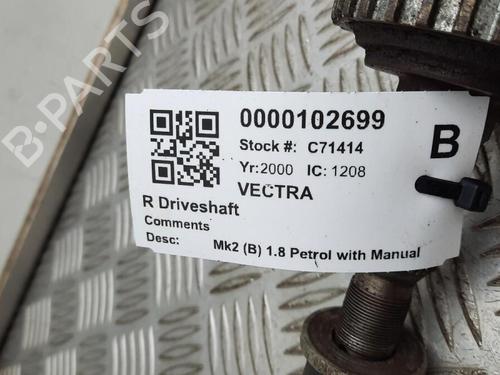 B-PARTS
0000102699
Stock #: C71414
B
Yr:2000 IC: 1208
VECTRA
R Driveshaft
Comments
Desc: Mk2 (B) 1.8 Petrol with Manual